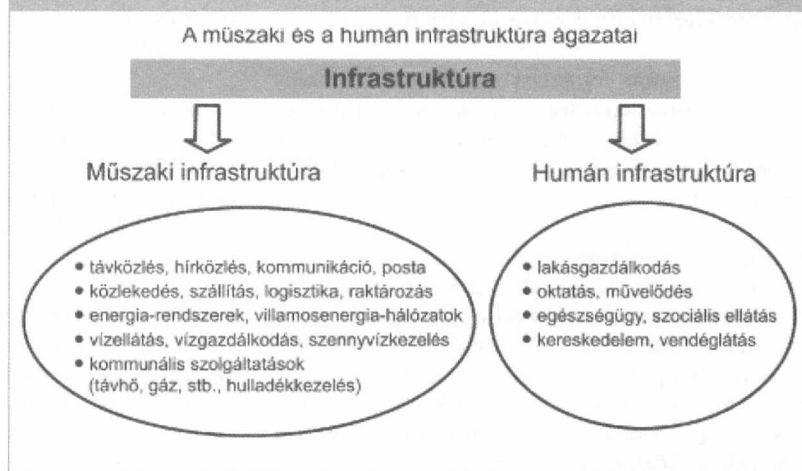 A műszaki és a humán infrastruktúra ágazatai
Infrastruktúra
Műszaki infrastruktúra
Humán infrastruktúra
• távközlés, hírközlés, kommunikáció, posta
• közlekedés, szállítás, logisztika, raktározás
• energia-rendszerek, villamosenergia-hálózatok
• vízellátás, vízgazdálkodás, szennyvízkezelés
• kommunális szolgáltatások
(távhő, gáz, stb., hulladékkezelés)
• lakásgazdálkodás
• oktatás, művelődés
• egészségügy, szociális ellátás
• kereskedelem, vendéglátás